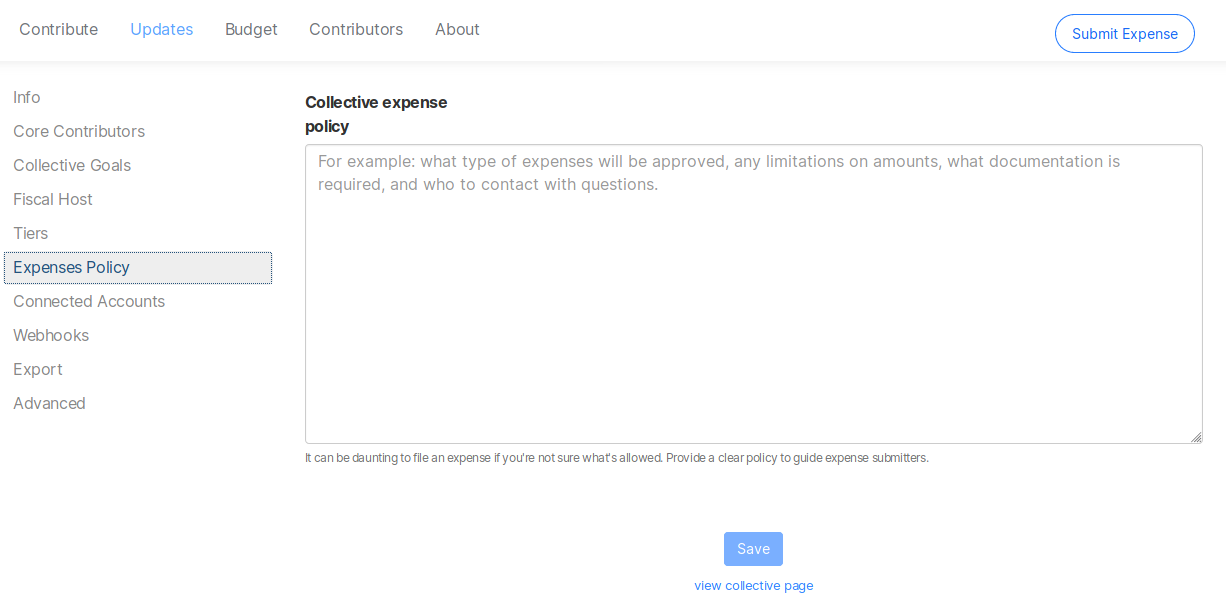 Contribute Updates Budget Contributors About Submit Expense
Info
Core Contributors
Collective Goals
Fiscal Host
Tiers
Expenses Policy
Connected Accounts
Webhooks
Export
Advanced
Collective expense
policy
For example: what type of expenses will be approved, any limitations on amounts, what documentation is
required, and who to contact with questions.
It can be daunting to file an expense if you're not sure what's allowed. Provide a clear policy to guide expense submitters.
Save
view collective page